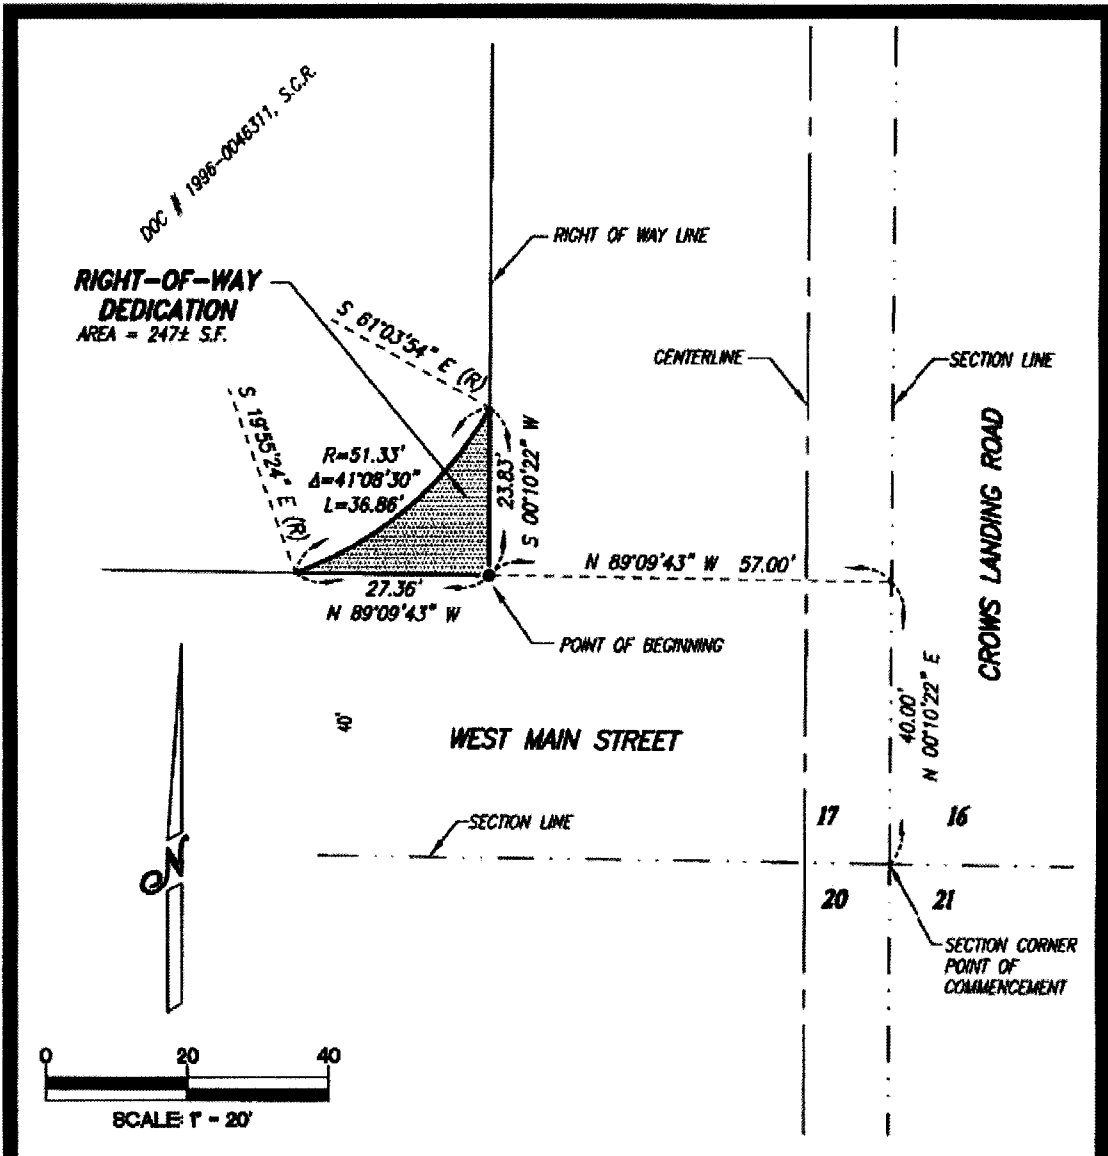 DOC # 1996-0046311, S.C.R.
RIGHT OF WAY LINE
RIGHT-OF-WAY
DEDICATION
AREA = 247± S.F.
S 61°03'54" E (R)
CENTERLINE
SECTION LINE
S 19°55'24" E (R)
R=51.33'
Δ=41°08'30"
L=36.86'
23.83'
S 00°10'22" W
CROWS LANDING ROAD
N 89°09'43" W 57.00'
27.36'
N 89°09'43" W
POINT OF BEGINNING
40.00'
N 00°10'22" E
40'
WEST MAIN STREET
SECTION LINE
17
16
N
20
21
SECTION CORNER
POINT OF
COMMENCEMENT
0 20 40
SCALE: 1" - 20'